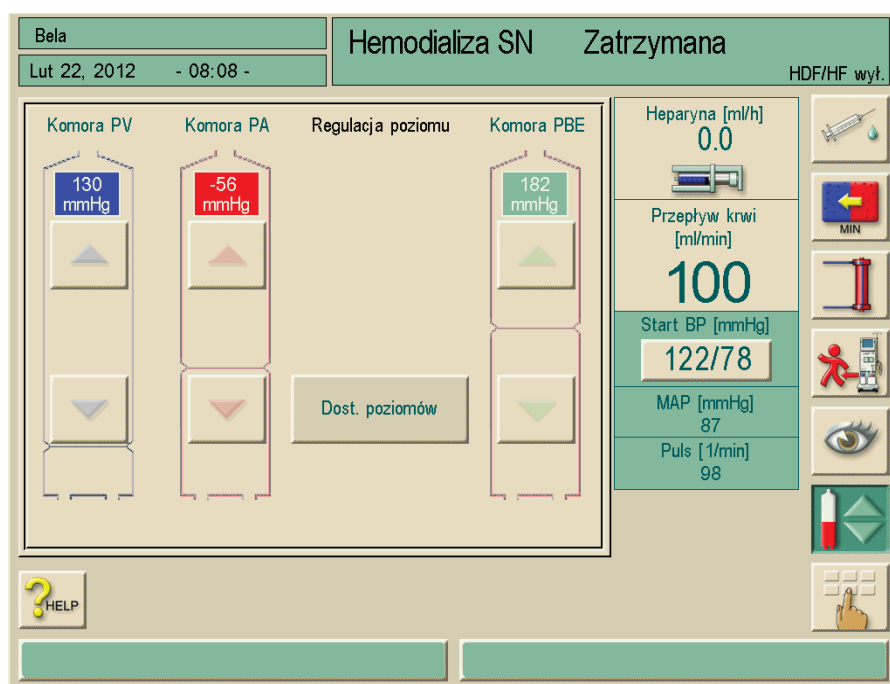 Bela
Lut 22, 2012 - 08:08 -
Hemodializa SN Zatrzymana
HDF/HF wył.
Komora PV
Komora PA
Regulacja poziomu
Komora PBE
130
mmHg
-56
mmHg
182
mmHg
Dost. poziomów
Heparyna [ml/h]
0.0
Przepływ krwi
[ml/min]
100
Start BP [mmHg]
122/78
MAP [mmHg]
87
Puls [1/min]
98
MIN
?HELP